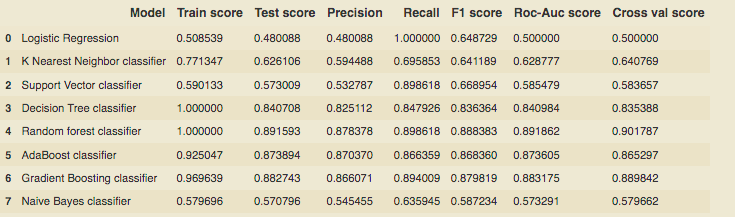 Model Train score Test score Precision Recall F1 score Roc-Auc score Cross val score
0 Logistic Regression 0.508539 0.480088 0.480088 1.000000 0.648729 0.500000 0.500000
1 K Nearest Neighbor classifier 0.771347 0.626106 0.594488 0.695853 0.641189 0.628777 0.640769
2 Support Vector classifier 0.590133 0.573009 0.532787 0.898618 0.668954 0.585479 0.583657
3 Decision Tree classifier 1.000000 0.840708 0.825112 0.847926 0.836364 0.840984 0.835388
4 Random forest classifier 1.000000 0.891593 0.878378 0.898618 0.888383 0.891862 0.901787
5 AdaBoost classifier 0.925047 0.873894 0.870370 0.866359 0.868360 0.873605 0.865297
6 Gradient Boosting classifier 0.969639 0.882743 0.866071 0.894009 0.879819 0.883175 0.889842
7 Naive Bayes classifier 0.579696 0.570796 0.545455 0.635945 0.587234 0.573291 0.579662